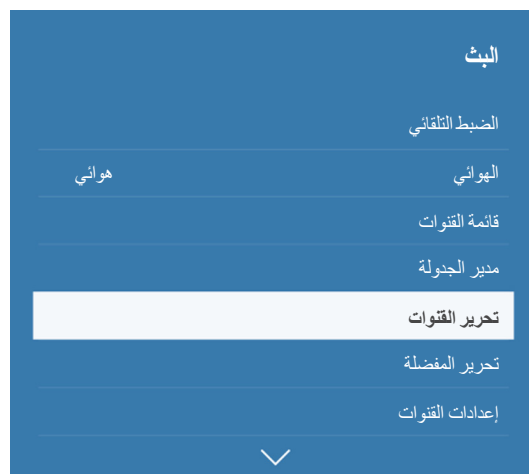 البث
الضبط التلقائي
الهوائي هوائي
قائمة القنوات
مدير الجدولة
تحرير القنوات
تحرير المفضلة
إعدادات القنوات